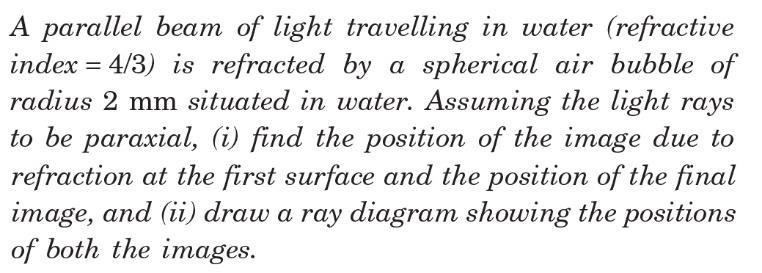 A parallel beam of light travelling in water (refractive
index = 4/3) is refracted by a spherical air bubble of
radius 2 mm situated in water. Assuming the light rays
to be paraxial, (i) find the position of the image due to
refraction at the first surface and the position of the final
image, and (ii) draw a ray diagram showing the positions
of both the images.